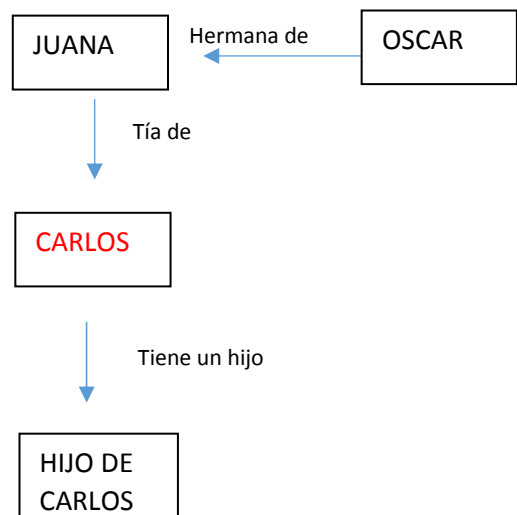 JUANA
Hermana de
OSCAR
Tía de
CARLOS
Tiene un hijo
HIJO DE
CARLOS